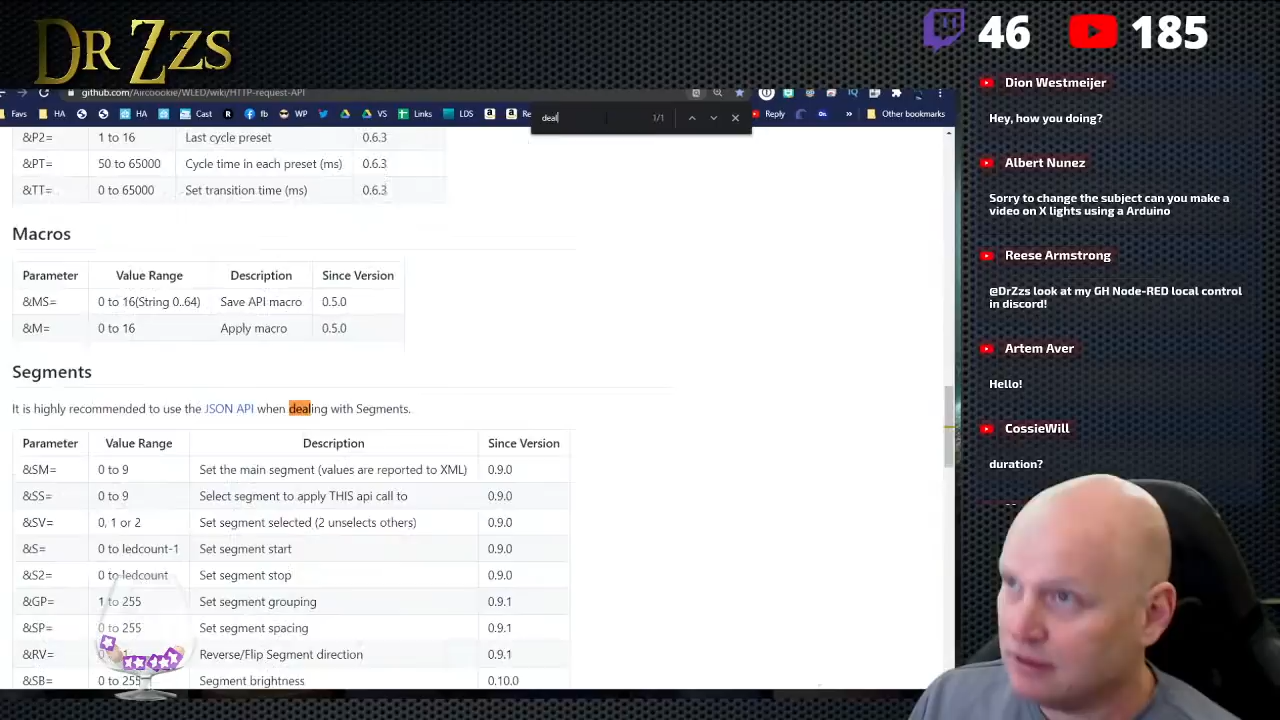 DR ZZS
46
185
github.com/Aircoookie/WLED/wiki/HTTP-request-API
Favs
HA
HA
Cast
fb
WP
VS
Links
LDS
Re
Reply
On
»
Other bookmarks
deal
1/1
&P2= 1 to 16 Last cycle preset 0.6.3
&PT= 50 to 65000 Cycle time in each preset (ms) 0.6.3
&TT= 0 to 65000 Set transition time (ms) 0.6.3
Macros
Parameter Value Range Description Since Version
&MS= 0 to 16(String 0..64) Save API macro 0.5.0
&M= 0 to 16 Apply macro 0.5.0
Segments
It is highly recommended to use the JSON API when dealing with Segments.
Parameter Value Range Description Since Version
&SM= 0 to 9 Set the main segment (values are reported to XML) 0.9.0
&SS= 0 to 9 Select segment to apply THIS api call to 0.9.0
&SV= 0, 1 or 2 Set segment selected (2 unselects others) 0.9.0
&S= 0 to ledcount-1 Set segment start 0.9.0
&S2= 0 to ledcount Set segment stop 0.9.0
&GP= 1 to 255 Set segment grouping 0.9.1
&SP= 0 to 255 Set segment spacing 0.9.1
&RV= Reverse/Flip Segment direction 0.9.1
&SB= 0 to 255 Segment brightness 0.10.0
Dion Westmeijer
Hey, how you doing?
Albert Nunez
Sorry to change the subject can you make a
video on X lights using a Arduino
Reese Armstrong
@DrZzs look at my GH Node-RED local control
in discord!
Artem Aver
Hello!
CossieWill
duration?